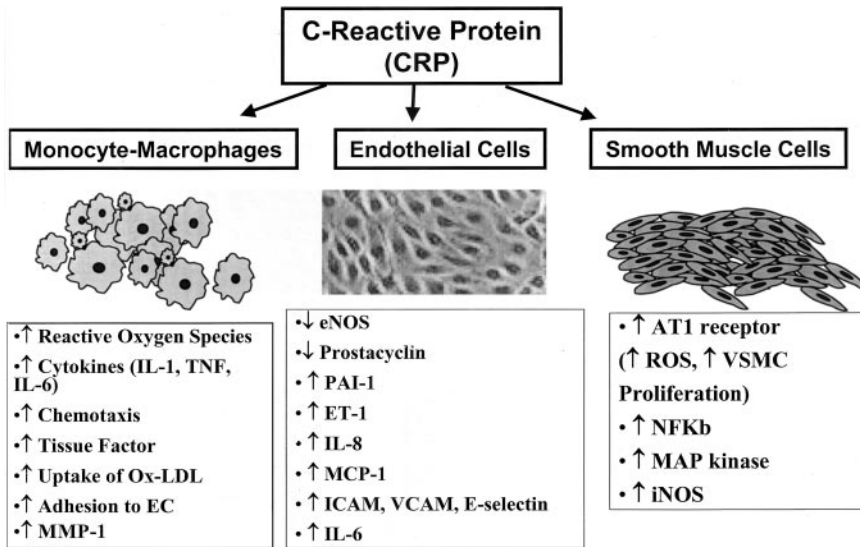 C-Reactive Protein
(CRP)
Monocyte-Macrophages
Endothelial Cells
Smooth Muscle Cells
•↑ Reactive Oxygen Species
•↑ Cytokines (IL-1, TNF,
IL-6)
•↑ Chemotaxis
•↑ Tissue Factor
•↑ Uptake of Ox-LDL
•↑ Adhesion to EC
•↑ MMP-1
•↓ eNOS
•↓ Prostacyclin
•↑ PAI-1
•↑ ET-1
•↑ IL-8
•↑ MCP-1
•↑ ICAM, VCAM, E-selectin
•↑ IL-6
•↑ AT1 receptor
(↑ ROS, ↑ VSMC
Proliferation)
•↑ NFKb
•↑ MAP kinase
•↑ iNOS